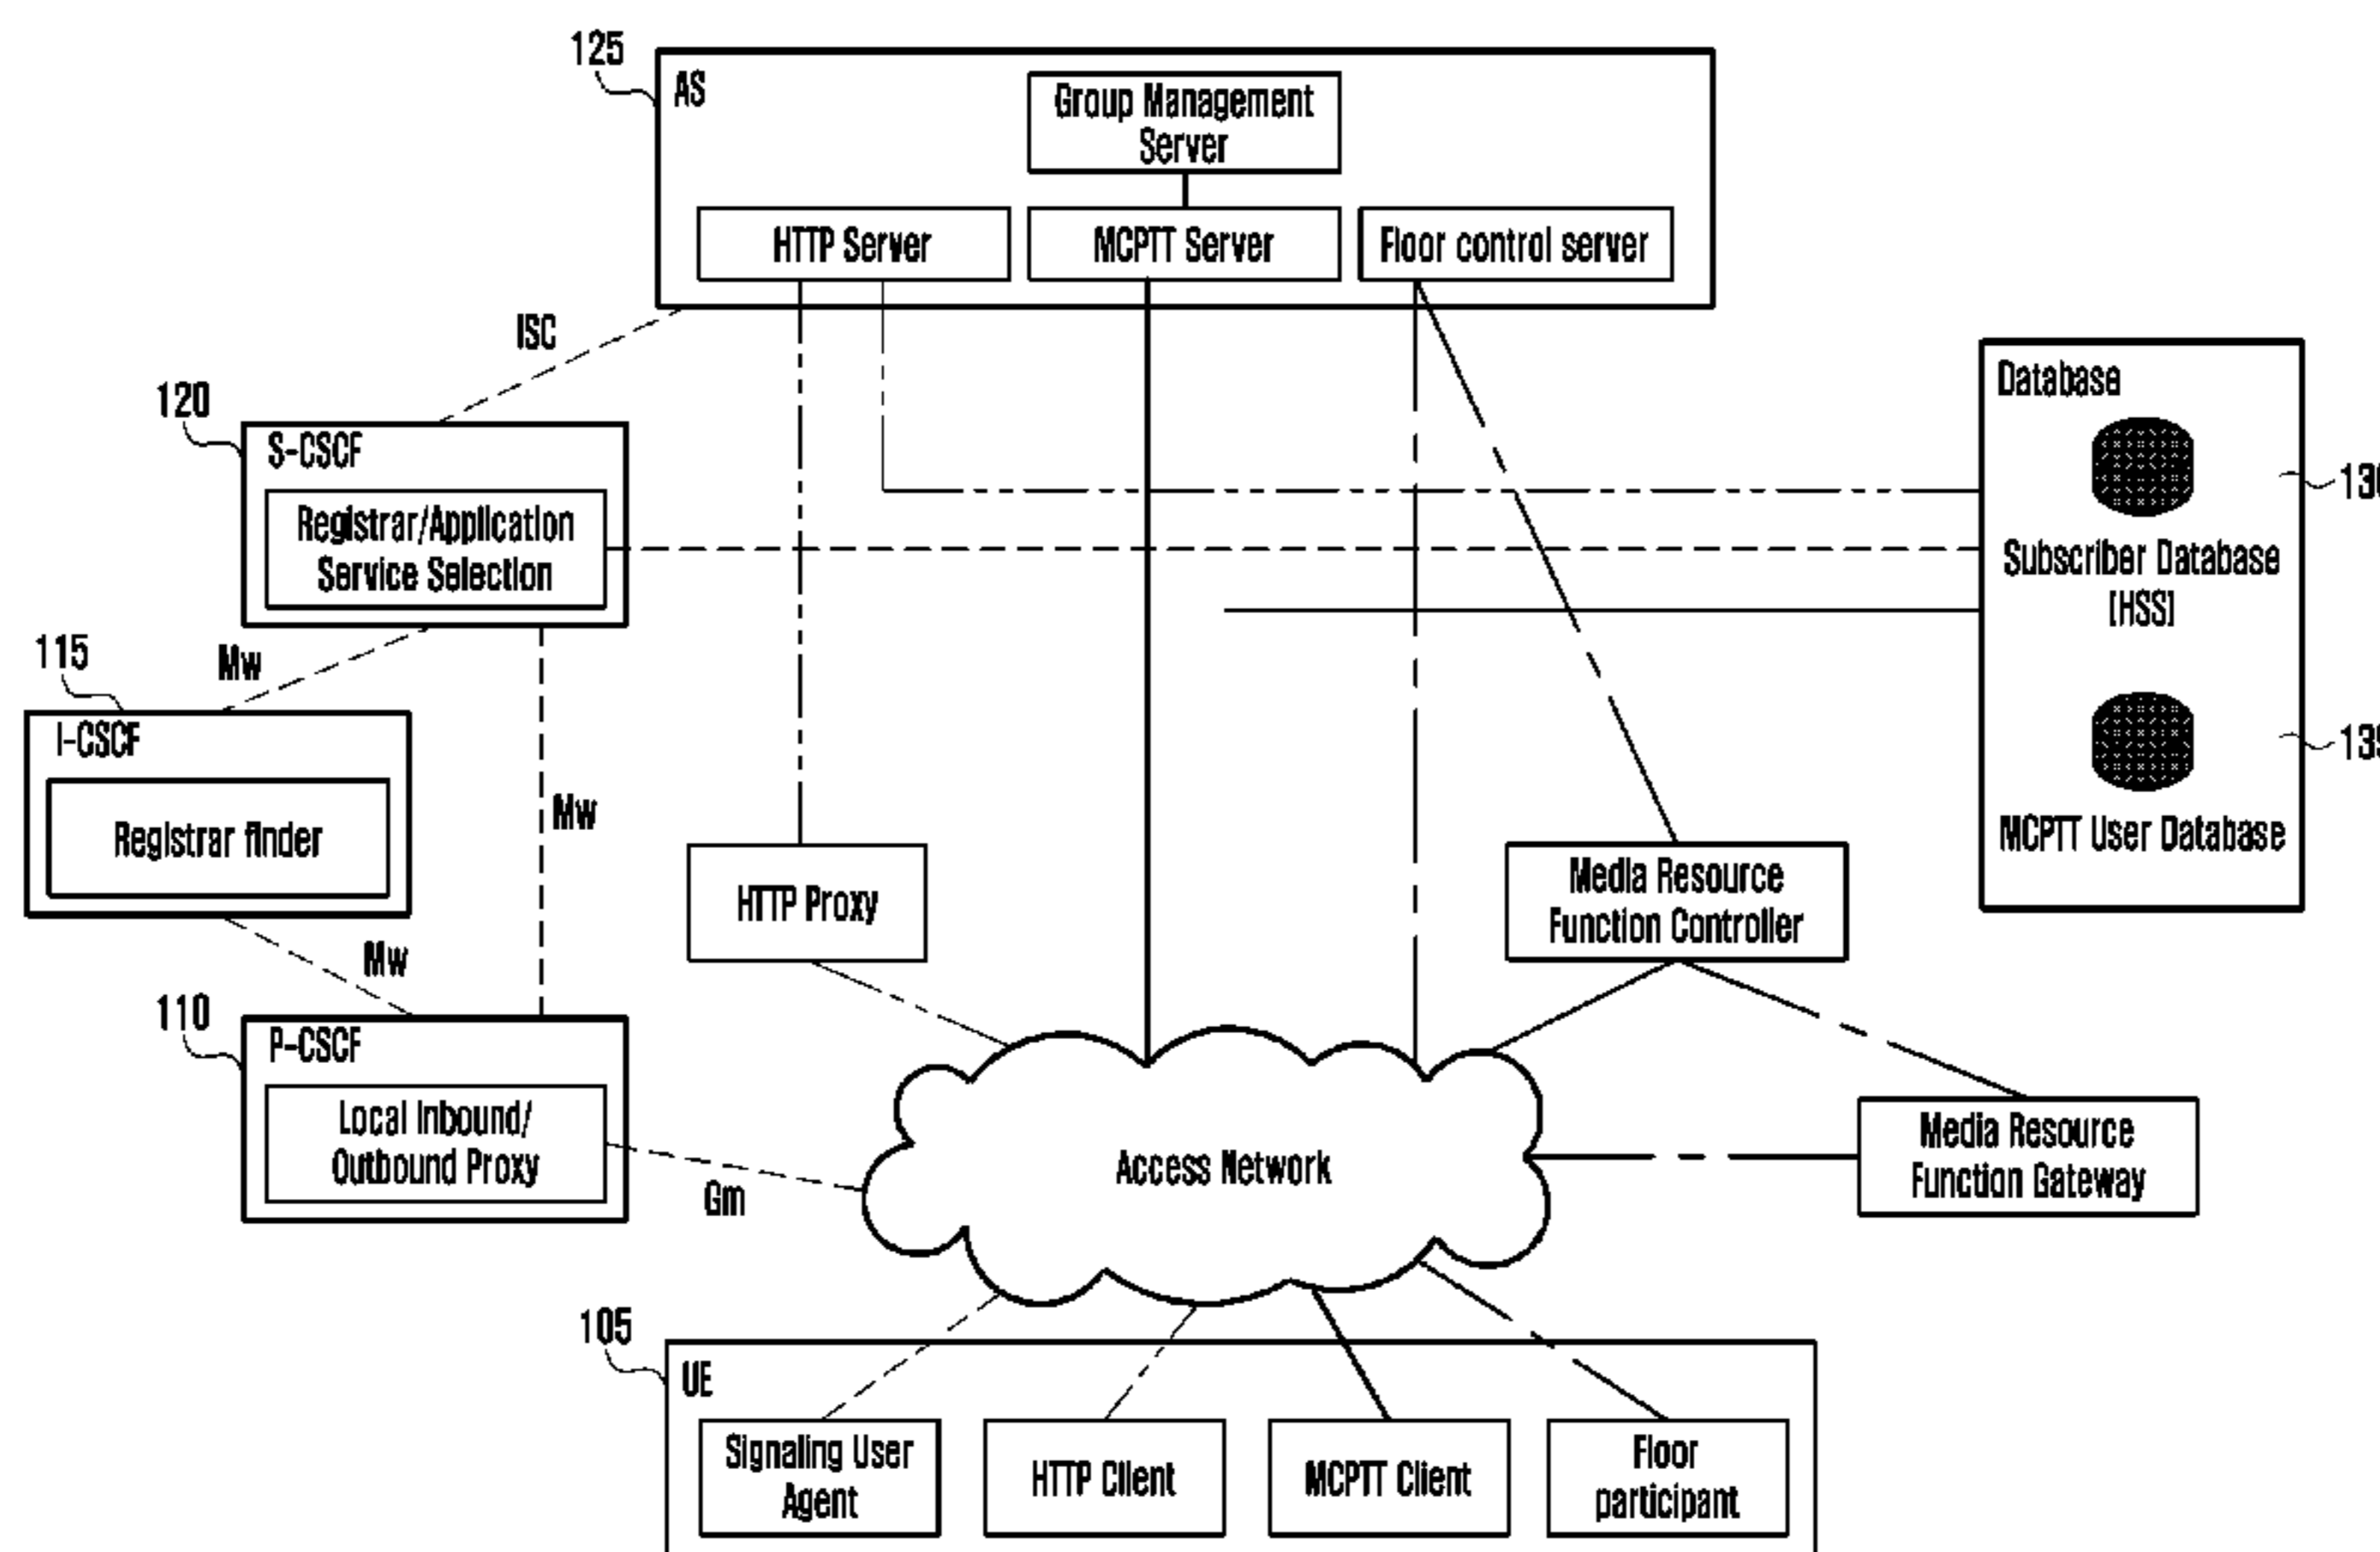 125
AS
Group Management
Server
HTTP Server
MCPTT Server
Floor control server
ISC
120
S-CSCF
Registrar/Application
Service Selection
Database
Subscriber Database
[HSS]
MCPTT User Database
115
Mw
I-CSCF
Registrar finder
Mw
Mw
HTTP Proxy
Media Resource
Function Controller
110
P-CSCF
Local Inbound/
Outbound Proxy
Gm
Access Network
Media Resource
Function Gateway
105
UE
Signaling User
Agent
HTTP Client
MCPTT Client
Floor
participant